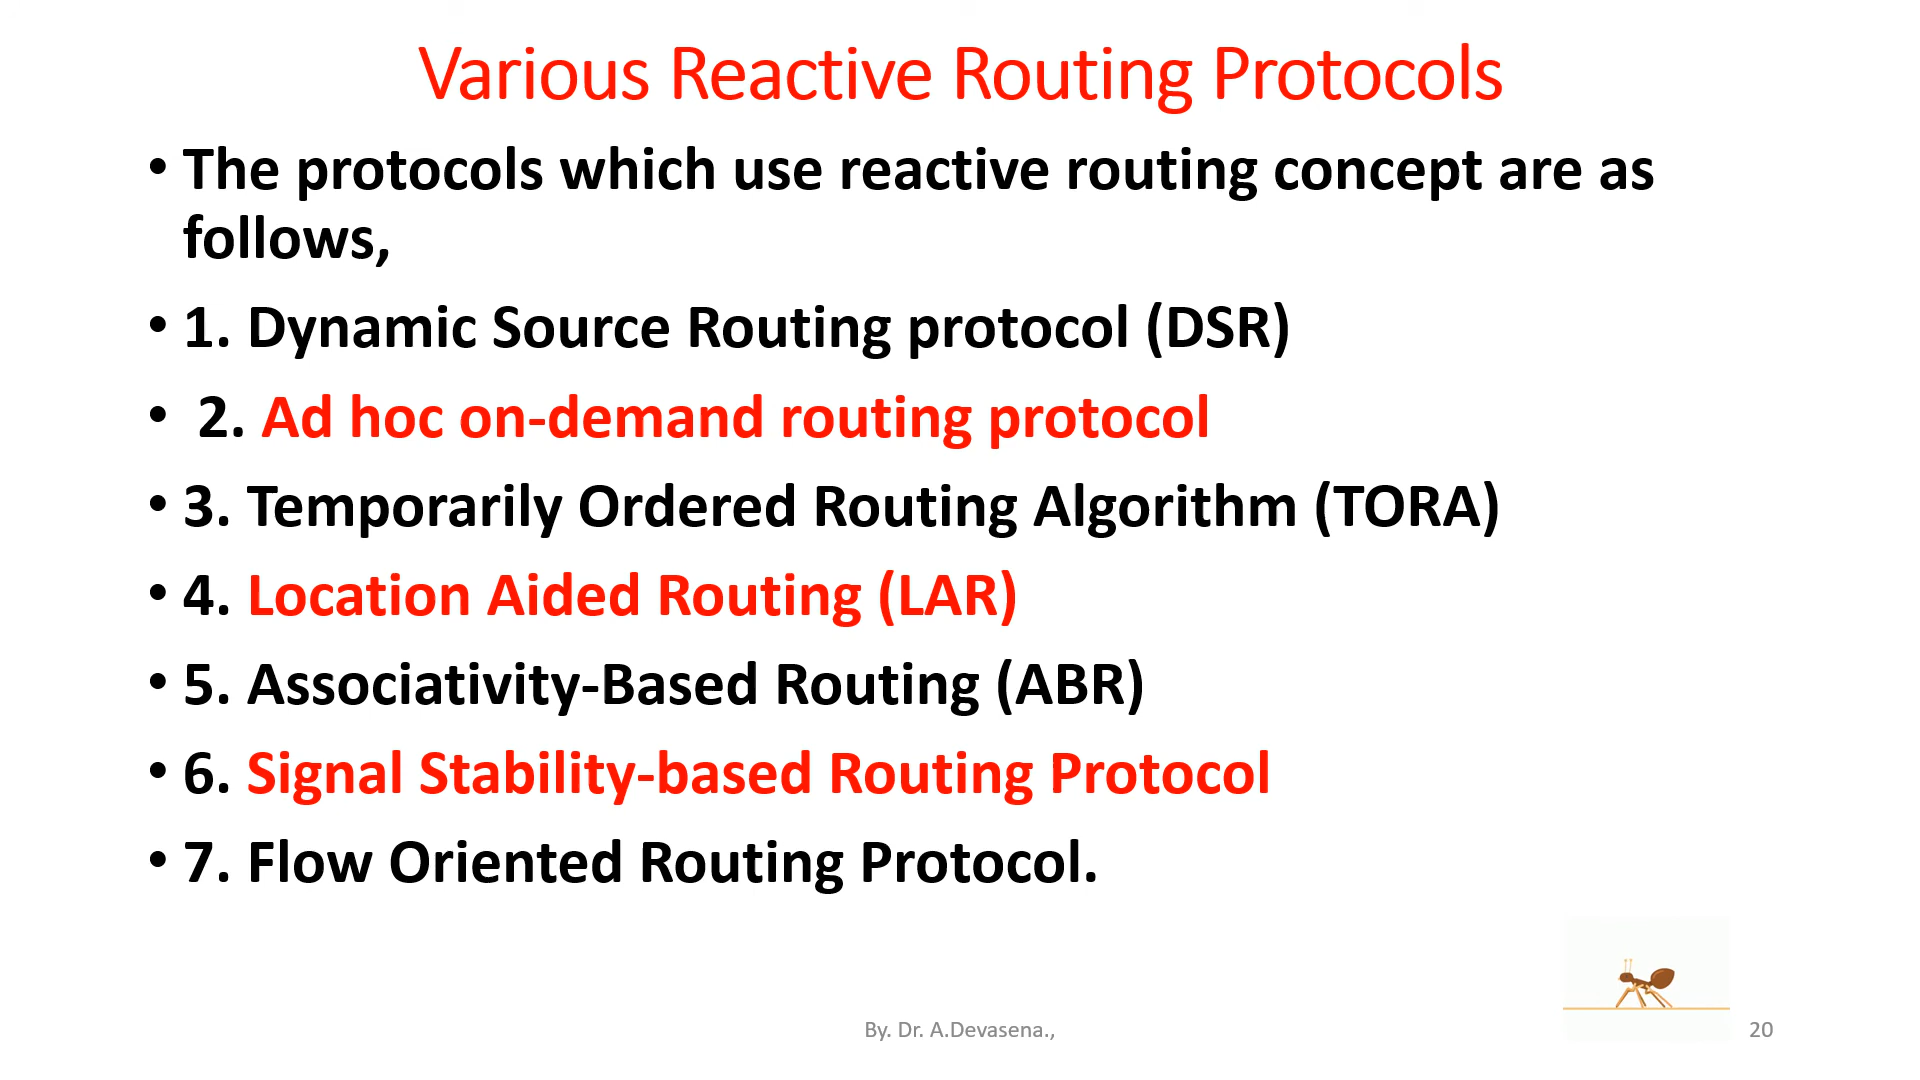 Various Reactive Routing Protocols
• The protocols which use reactive routing concept are as
follows,
• 1. Dynamic Source Routing protocol (DSR)
• 2. Ad hoc on-demand routing protocol
• 3. Temporarily Ordered Routing Algorithm (TORA)
• 4. Location Aided Routing (LAR)
• 5. Associativity-Based Routing (ABR)
• 6. Signal Stability-based Routing Protocol
• 7. Flow Oriented Routing Protocol.
By. Dr. A.Devasena.,
20